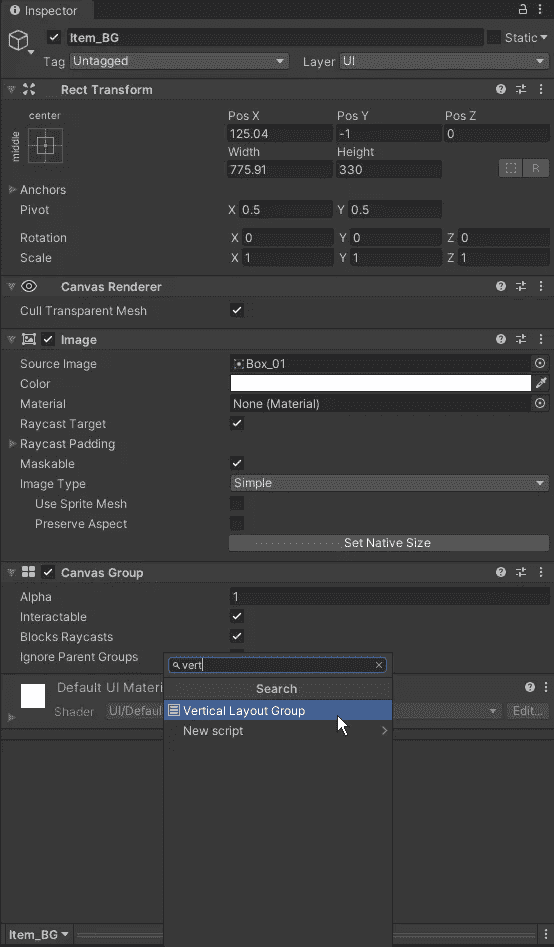 Inspector
Item_BG
Static
Tag Untagged Layer UI
Rect Transform
center
Pos X Pos Y Pos Z
middle
125.04 -1 0
Width Height
775.91 330
R
Anchors
Pivot X 0.5 Y 0.5
Rotation X 0 Y 0 Z 0
Scale X 1 Y 1 Z 1
Canvas Renderer
Cull Transparent Mesh
Image
Source Image Box_01
Color
Material None (Material)
Raycast Target
Raycast Padding
Maskable
Image Type Simple
Use Sprite Mesh
Preserve Aspect
Set Native Size
Canvas Group
Alpha 1
Interactable
Blocks Raycasts
Ignore Parent Groups
vert
Default UI Materi
Search
Shader UI/Defaul Edit...
Vertical Layout Group
New script
Item_BG